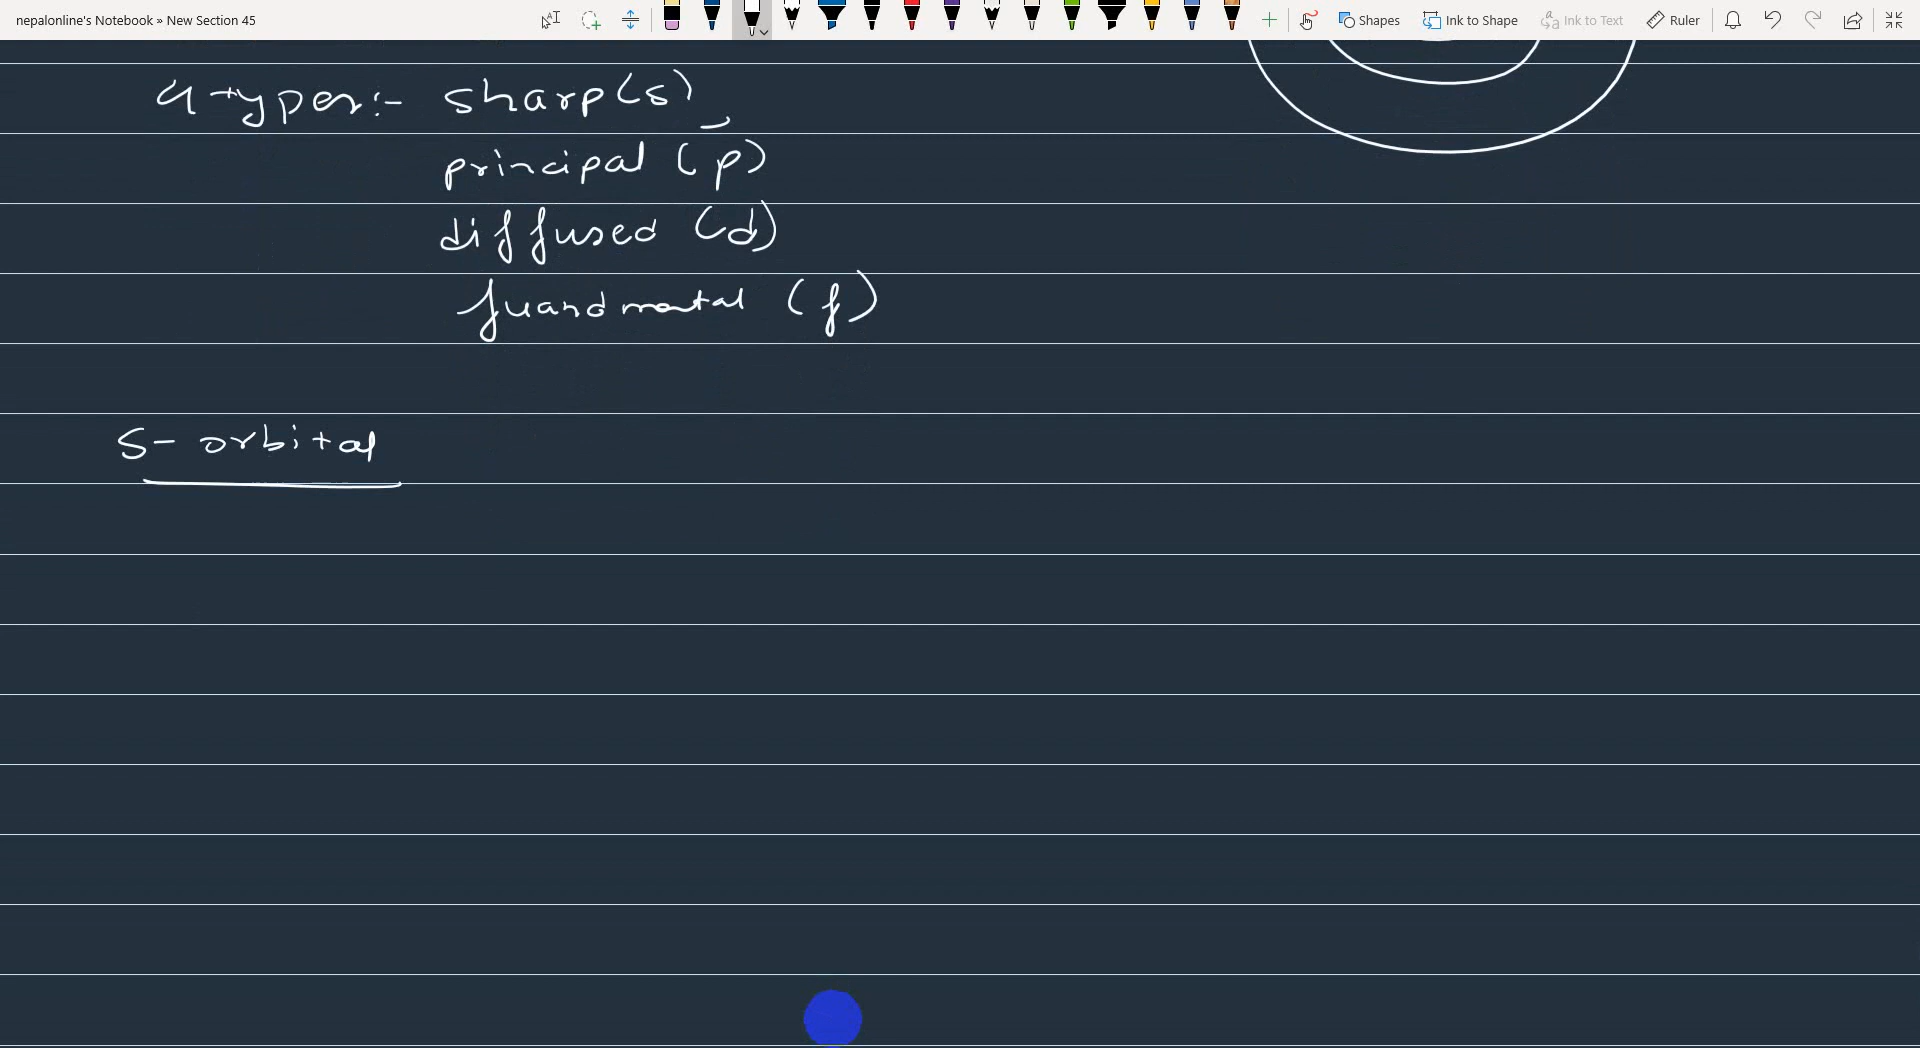 nepalonline's Notebook » New Section 45
Shapes Ink to Shape Ink to Text Ruler
4 types:- sharp(s)
principal (p)
diffused (d)
fuandmental (f)
S- orbital